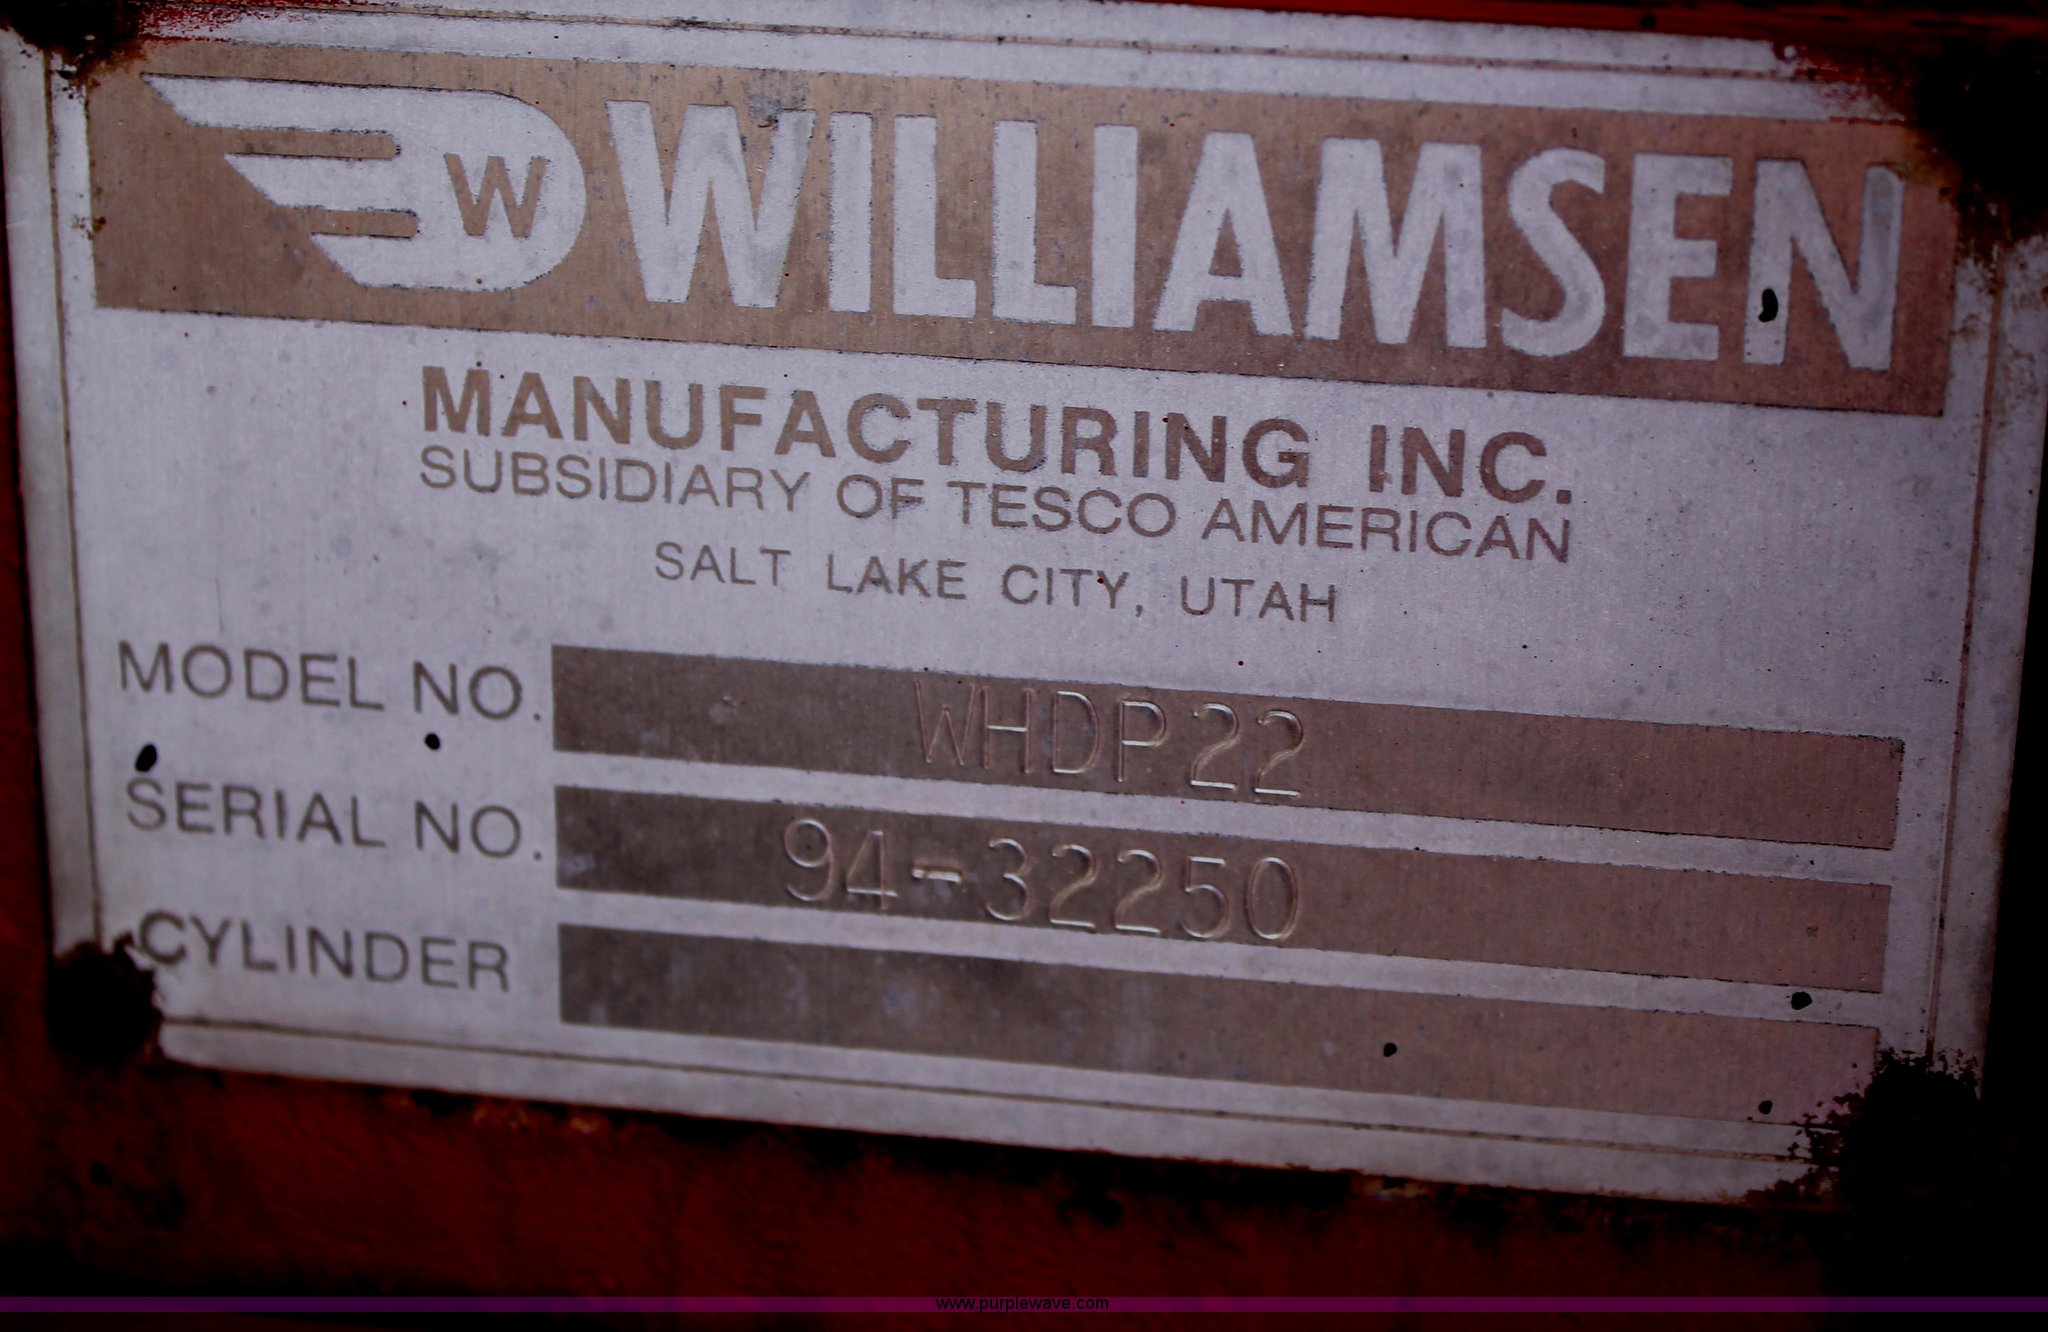 W WILLIAMSEN
MANUFACTURING INC.
SUBSIDIARY OF TESCO AMERICAN
SALT LAKE CITY, UTAH
MODEL NO. WHDP22
SERIAL NO. 94-32250
CYLINDER
www.purplewave.com